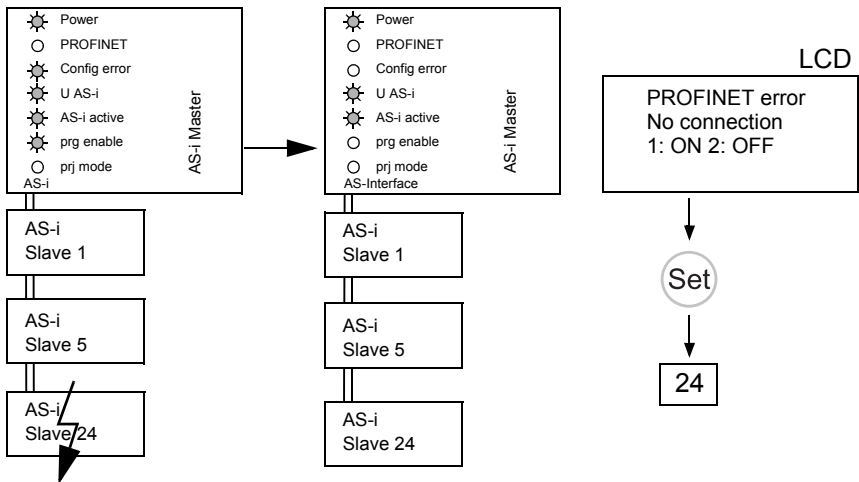 Power
PROFINET
Config error
U AS-i
AS-i active
prg enable
prj mode
AS-i
AS-i Master
AS-i
Slave 1
AS-i
Slave 5
AS-i
Slave 24
Power
PROFINET
Config error
U AS-i
AS-i active
prg enable
prj mode
AS-Interface
AS-i Master
AS-i
Slave 1
AS-i
Slave 5
AS-i
Slave 24
LCD
PROFINET error
No connection
1: ON 2: OFF
Set
24